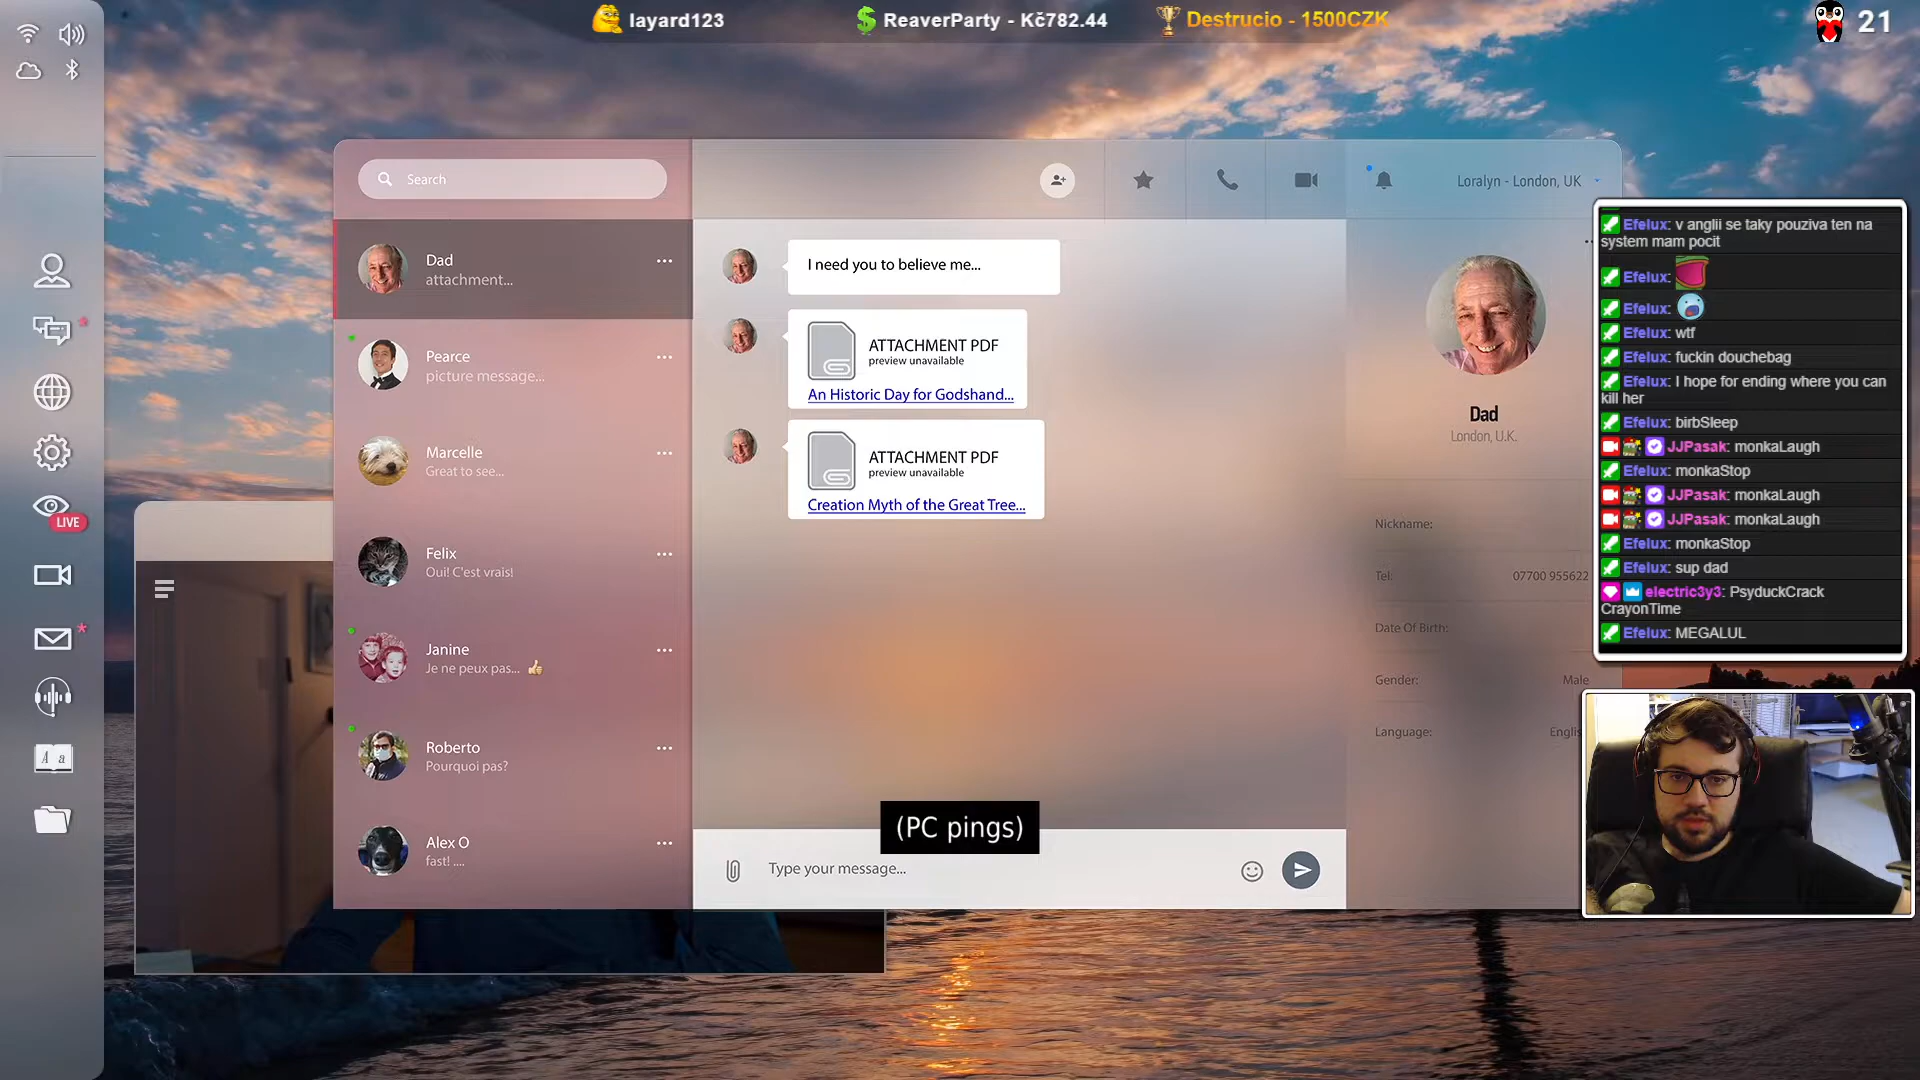 layard123
ReaverParty - Kč782.44
Destrucio - 1500CZK
21
Search
Loralyn - London, UK
Dad
attachment...
Pearce
picture message...
Marcelle
Great to see...
Felix
Oui! C'est vrai!
Janine
Je ne peux pas...
Roberto
Pourquoi pas?
Alex O
fast! ....
LIVE
A a
I need you to believe me...
ATTACHMENT PDF
preview unavailable
An Historic Day for Godshand...
ATTACHMENT PDF
preview unavailable
Creation Myth of the Great Tree...
(PC pings)
Type your message...
Dad
London, U.K.
Nickname:
Tel: 07700 955622
Date Of Birth:
Gender: Male
Language: Englis
Efelux: v anglii se taky pouziva ten na
system mam pocit
Efelux:
Efelux:
Efelux: wtf
Efelux: fuckin douchebag
Efelux: I hope for ending where you can
kill her
Efelux: birbSleep
JJPasak: monkaLaugh
Efelux: monkaStop
JJPasak: monkaLaugh
JJPasak: monkaLaugh
Efelux: monkaStop
Efelux: sup dad
electric3y3: PsyduckCrack
CrayonTime
Efelux: MEGALUL